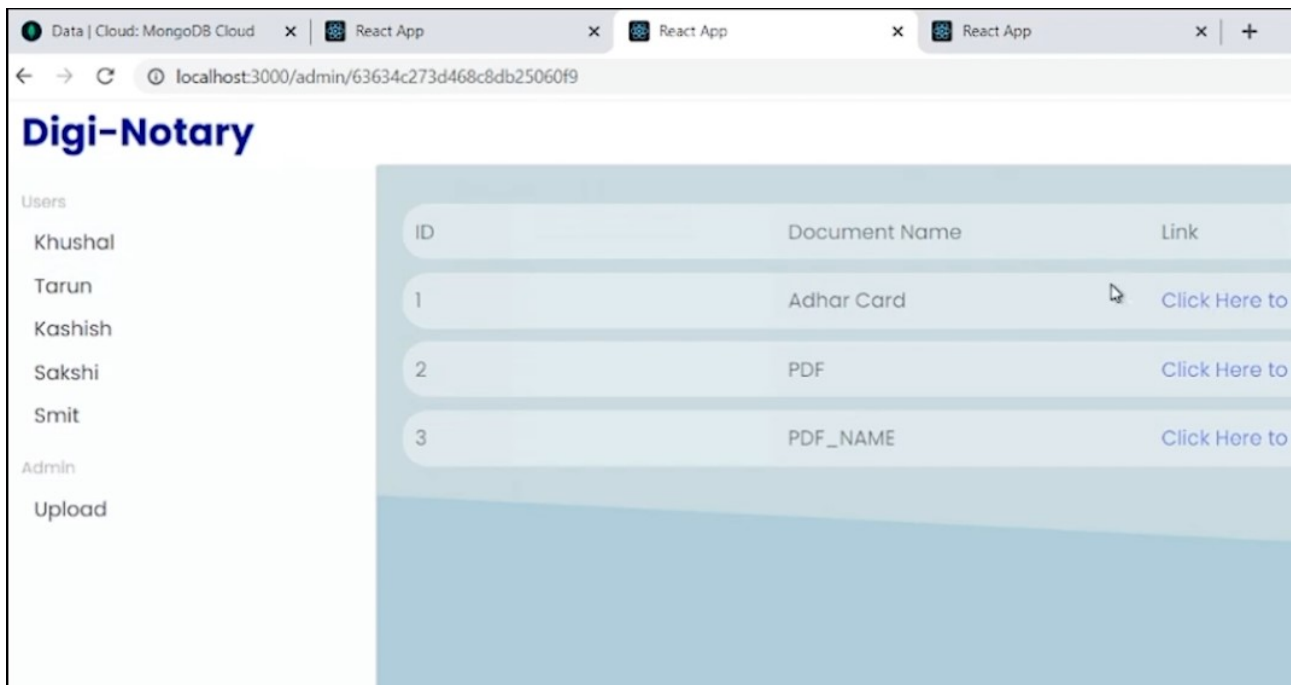 Data | Cloud: MongoDB Cloud React App React App React App
localhost:3000/admin/63634c273d468c8db25060f9
Digi-Notary
Users
Khushal
Tarun
Kashish
Sakshi
Smit
Admin
Upload
ID Document Name Link
1 Adhar Card Click Here to
2 PDF Click Here to
3 PDF_NAME Click Here to